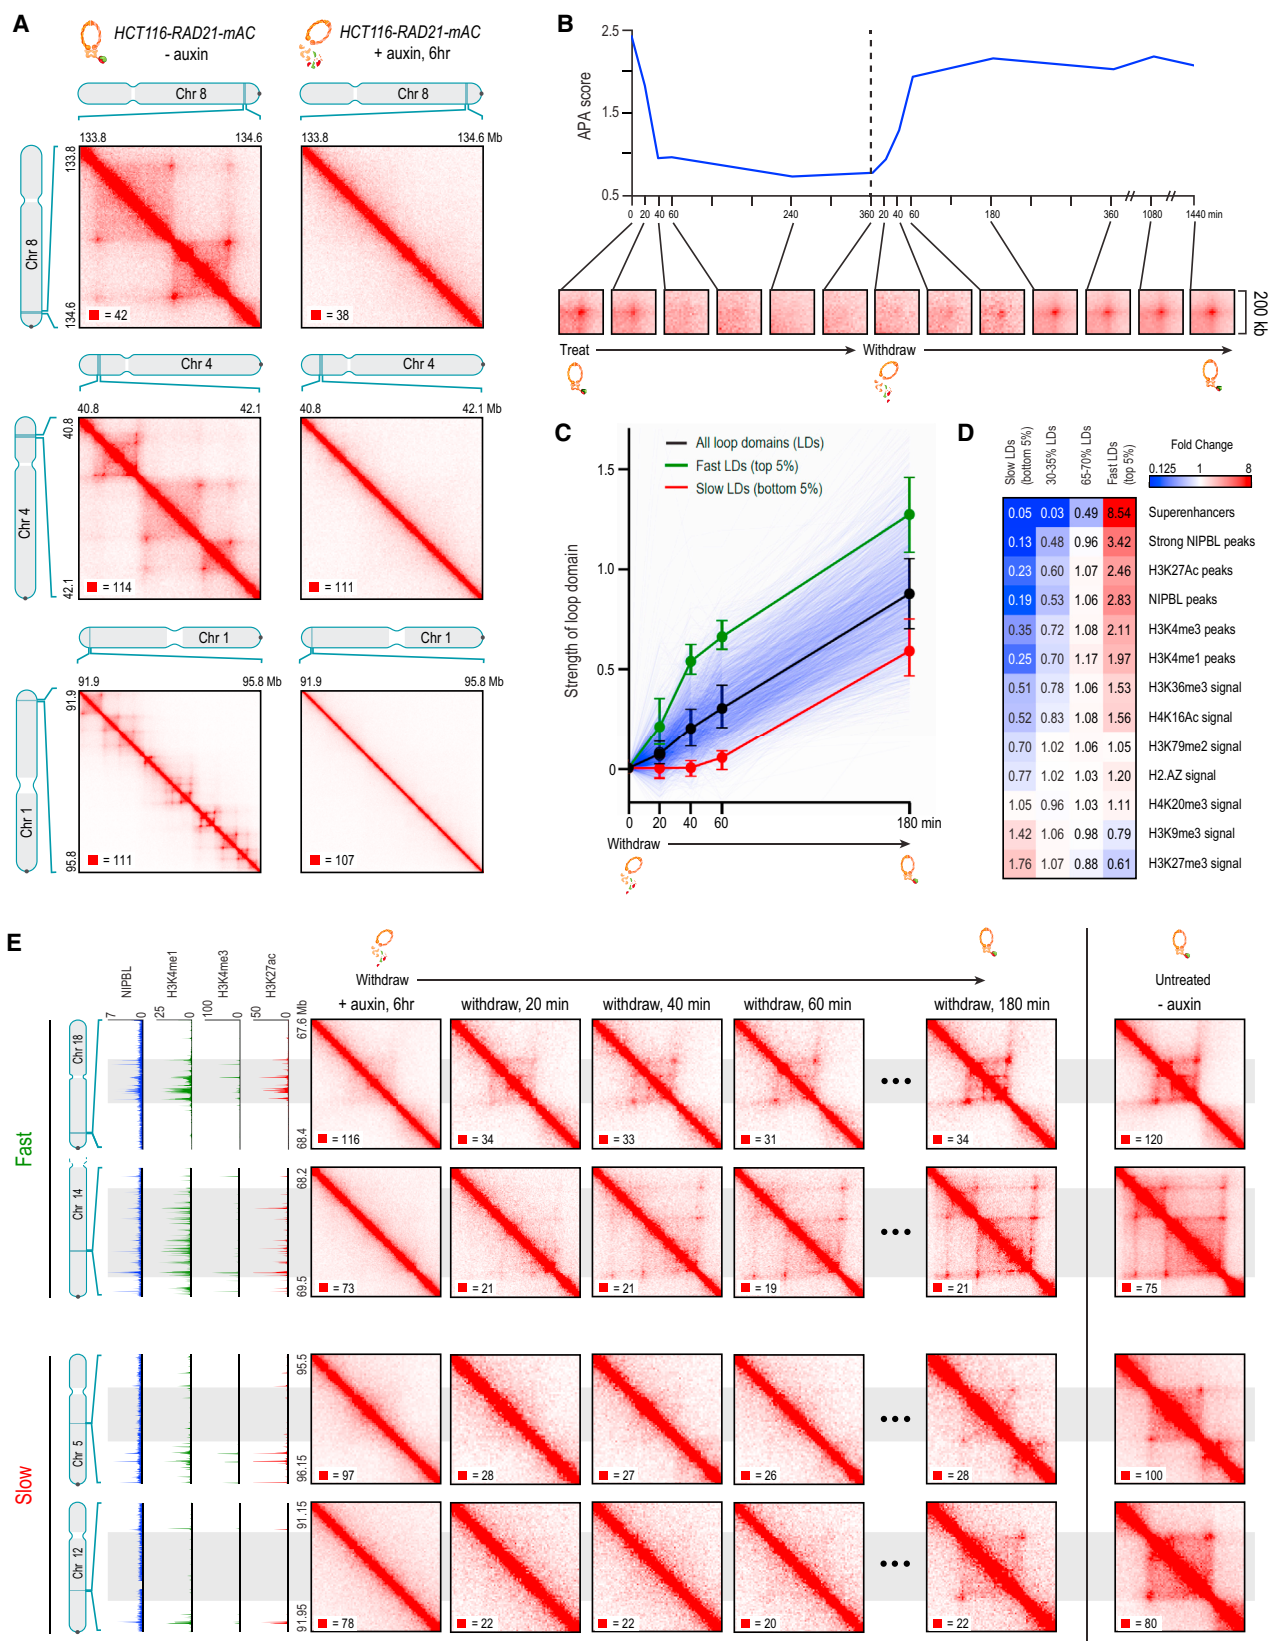 A
HCT116-RAD21-mAC
- auxin
HCT116-RAD21-mAC
+ auxin, 6hr
Chr 8
Chr 8
133.8
134.6
133.8
134.6 Mb
Chr 8
133.8
134.6
= 42
= 38
Chr 4
Chr 4
40.8
42.1
40.8
42.1 Mb
Chr 4
40.8
42.1
= 114
= 111
Chr 1
Chr 1
91.9
95.8 Mb
91.9
95.8 Mb
Chr 1
91.9
95.8
= 111
= 107
B
APA score
2.5
1.5
0.5
0
20
40
60
240
360
20
40
60
180
360
1080
1440 min
200 kb
Treat
Withdraw
C
Strength of loop domain
All loop domains (LDs)
Fast LDs (top 5%)
Slow LDs (bottom 5%)
1.5
1.0
0.5
0
0
20
40
60
180 min
Withdraw
D
Slow LDs
(bottom 5%)
30-35% LDs
65-70% LDs
Fast LDs
(top 5%)
Fold Change
0.125 1 8
0.05 0.03 0.49 8.54 Superenhancers
0.13 0.48 0.96 3.42 Strong NIPBL peaks
0.23 0.60 1.07 2.46 H3K27Ac peaks
0.19 0.53 1.06 2.83 NIPBL peaks
0.35 0.72 1.08 2.11 H3K4me3 peaks
0.25 0.70 1.17 1.97 H3K4me1 peaks
0.51 0.78 1.06 1.53 H3K36me3 signal
0.52 0.83 1.08 1.56 H4K16Ac signal
0.70 1.02 1.06 1.05 H3K79me2 signal
0.77 1.02 1.03 1.20 H2.AZ signal
1.05 0.96 1.03 1.11 H4K20me3 signal
1.42 1.06 0.98 0.79 H3K9me3 signal
1.76 1.07 0.88 0.61 H3K27me3 signal
E
NIPBL
H3K4me1
H3K4me3
H3K27ac
7
0
25
0
100
0
50
0
Withdraw
Untreated
+ auxin, 6hr
withdraw, 20 min
withdraw, 40 min
withdraw, 60 min
withdraw, 180 min
- auxin
Fast
Chr 18
67.6 Mb
68.4
= 116
= 34
= 33
= 31
= 34
= 120
Chr 14
68.2
69.5
= 73
= 21
= 21
= 19
= 21
= 75
Slow
Chr 5
95.5
96.15
= 97
= 28
= 27
= 26
= 28
= 100
Chr 12
91.15
91.95
= 78
= 22
= 22
= 20
= 22
= 80